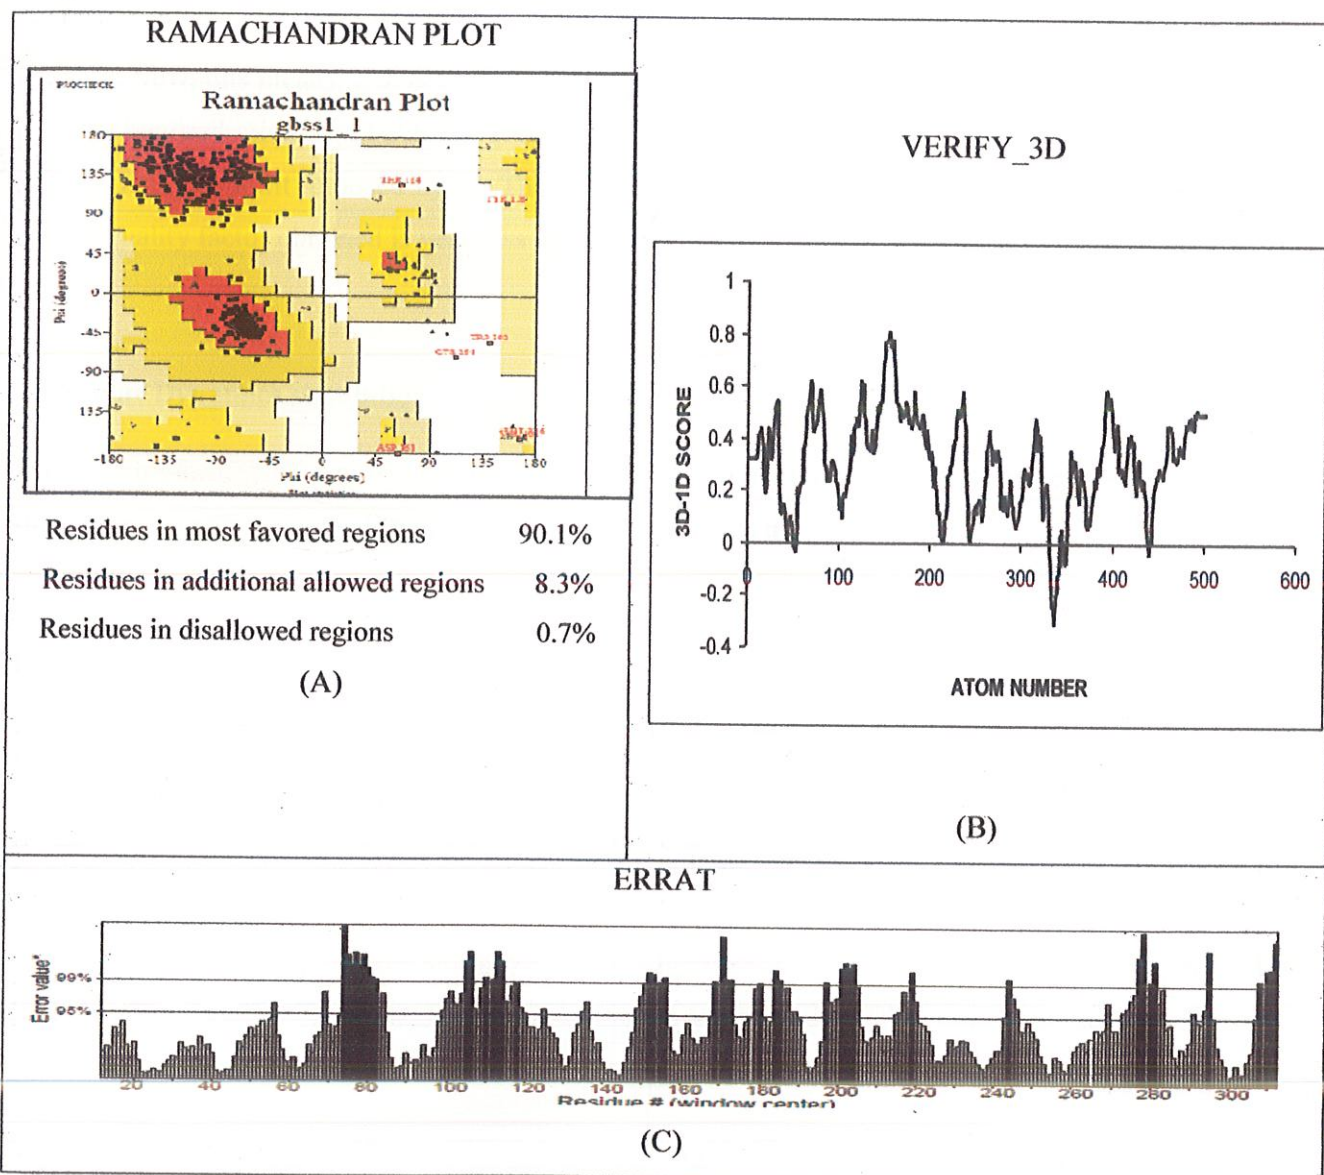 RAMACHANDRAN PLOT
PROCHECK
Ramachandran Plot
gbss1_1
180
135
90
45
0
-45
-90
135
Psi (degrees)
-180 -135 -90 -45 0 45 90 135 180
Phi (degrees)
Residues in most favored regions 90.1%
Residues in additional allowed regions 8.3%
Residues in disallowed regions 0.7%
(A)
VERIFY_3D
1
0.8
0.6
0.4
0.2
0
-0.2
-0.4
3D-1D SCORE
0 100 200 300 400 500 600
ATOM NUMBER
(B)
ERRAT
Error value*
99%
95%
20 40 60 80 100 120 140 160 180 200 220 240 260 280 300
Residue # (window center)
(C)